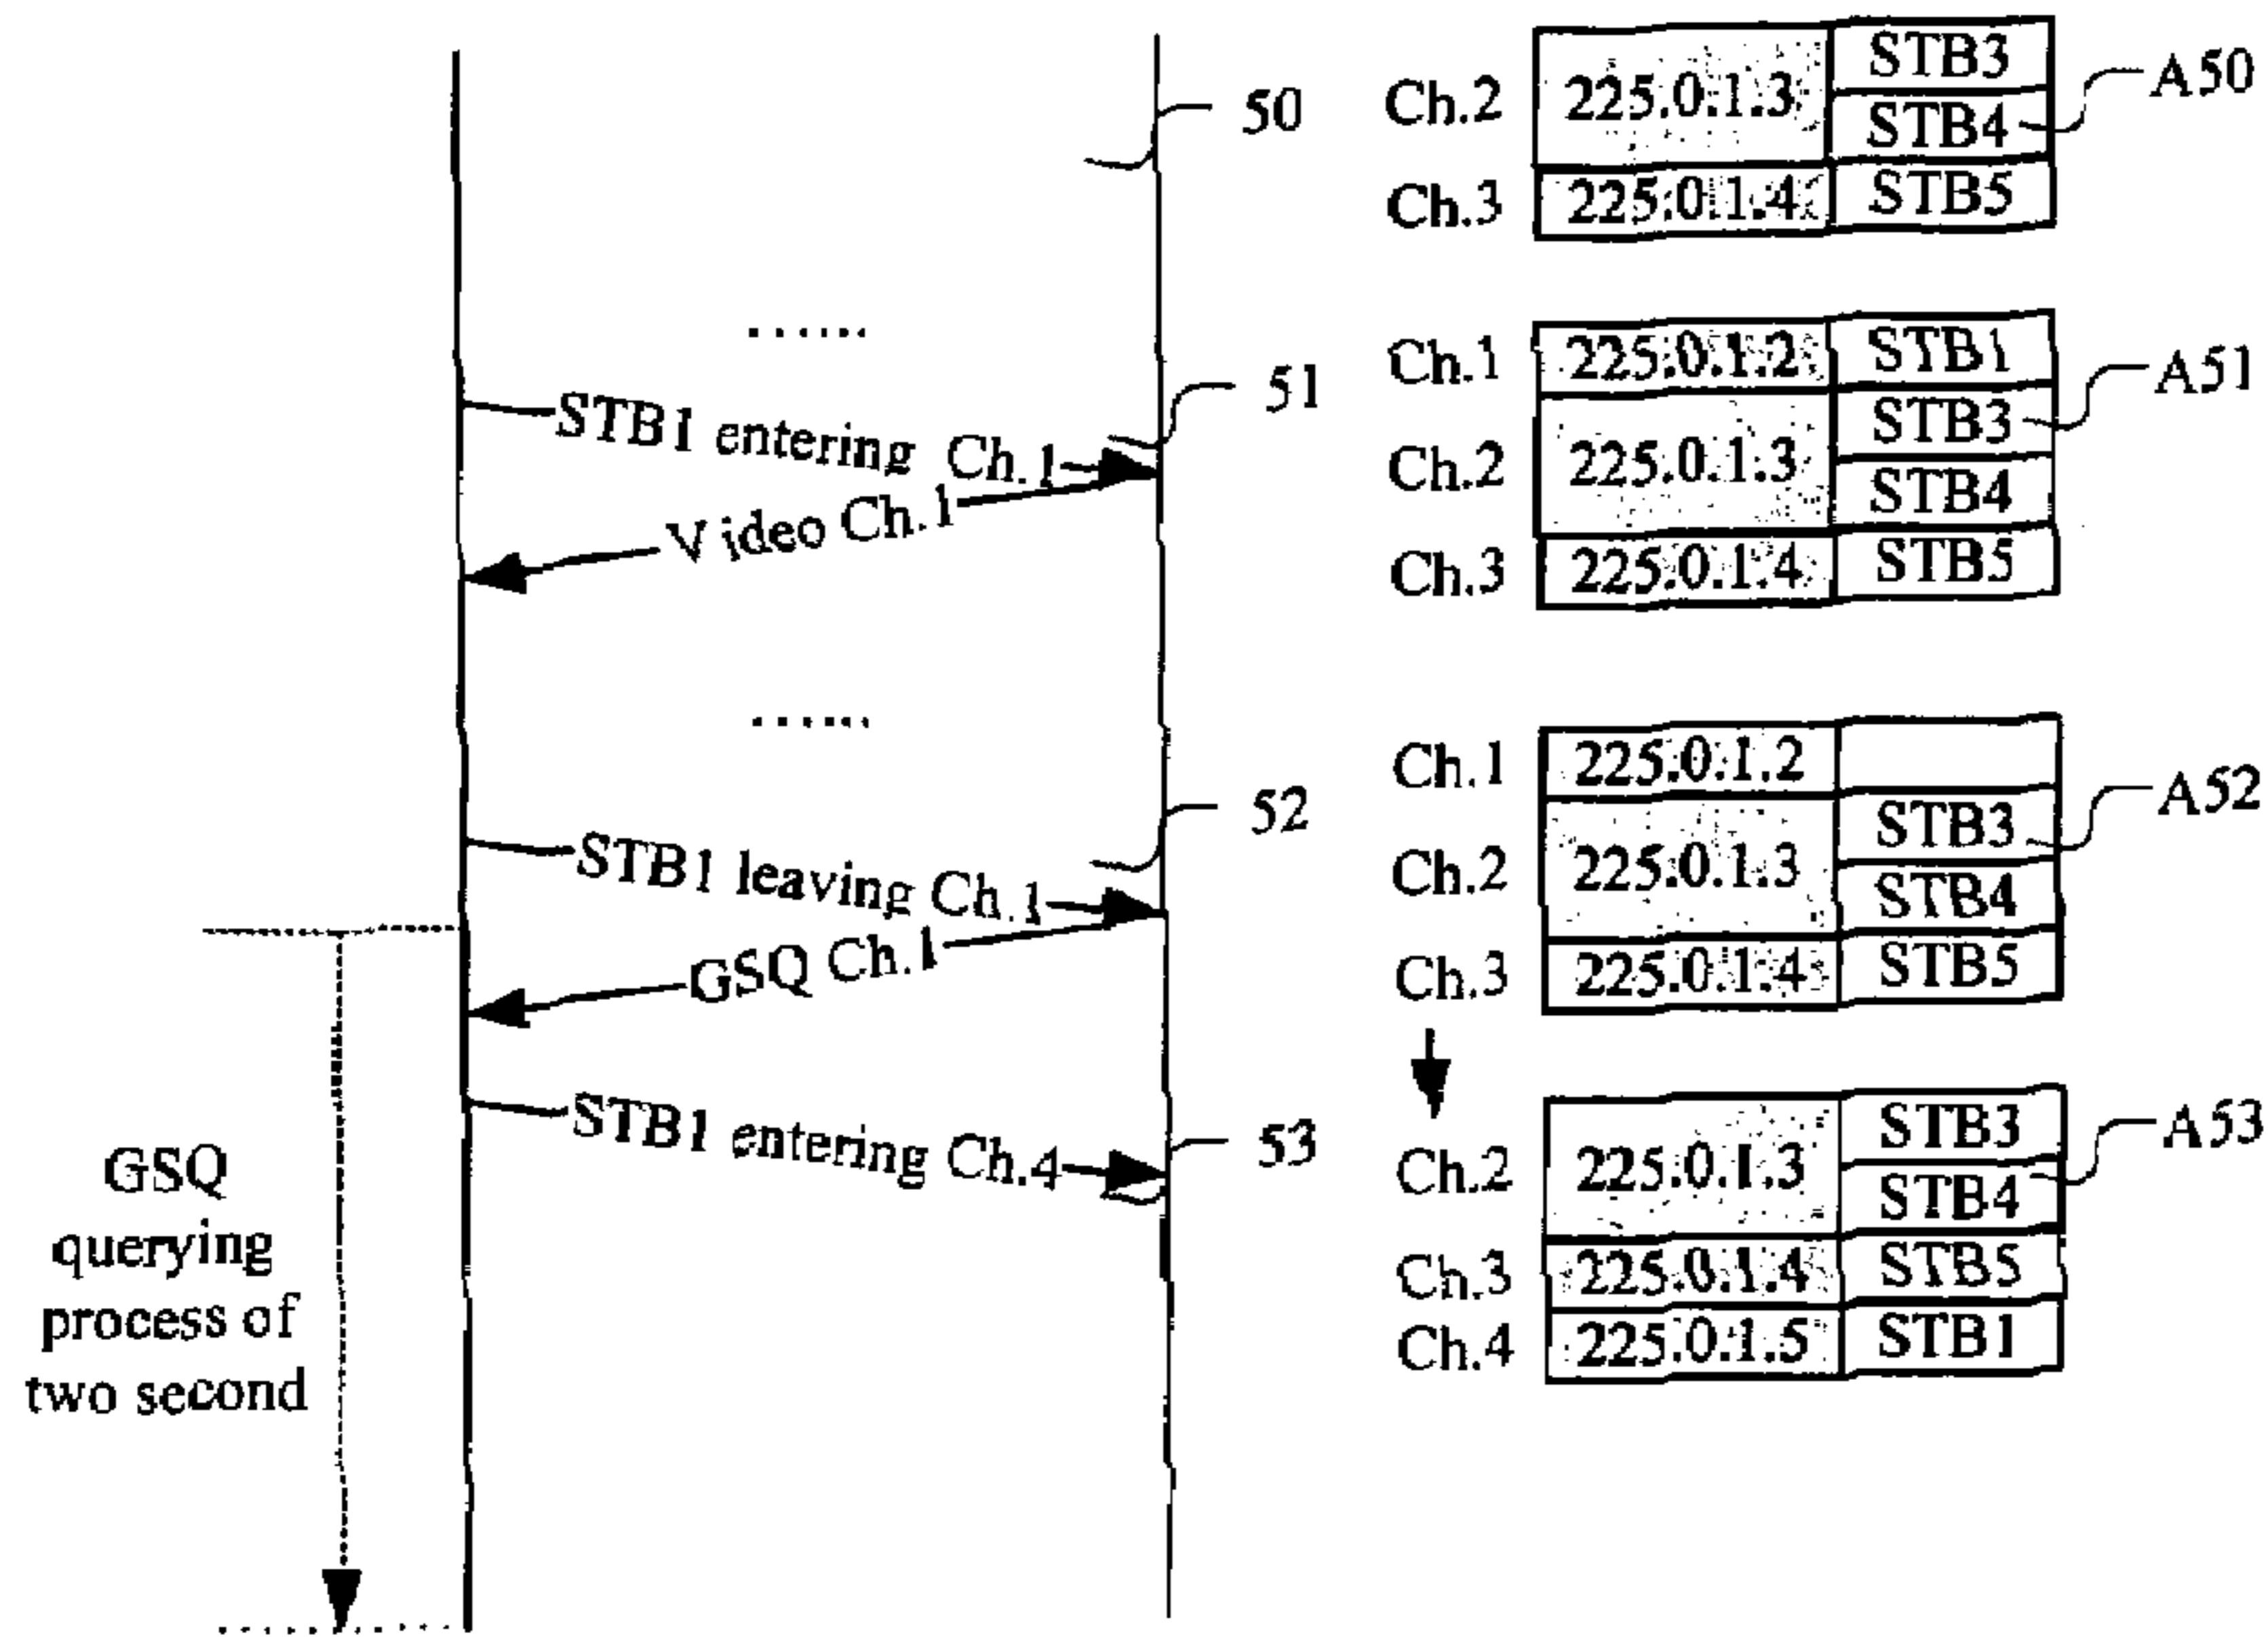 50
STB1 entering Ch.1
51
Video Ch.1
STB1 leaving Ch.1
52
GSQ Ch.1
STB1 entering Ch.4
53
GSQ
querying
process of
two second
Ch.2 225.0.1.3 STB3
STB4
A50
Ch.3 225.0.1.4 STB5
Ch.1 225.0.1.2 STB1
A51
Ch.2 225.0.1.3 STB3
STB4
Ch.3 225.0.1.4 STB5
Ch.1 225.0.1.2
A52
Ch.2 225.0.1.3 STB3
STB4
Ch.3 225.0.1.4 STB5
Ch.2 225.0.1.3 STB3
STB4
A53
Ch.3 225.0.1.4 STB5
Ch.4 225.0.1.5 STB1